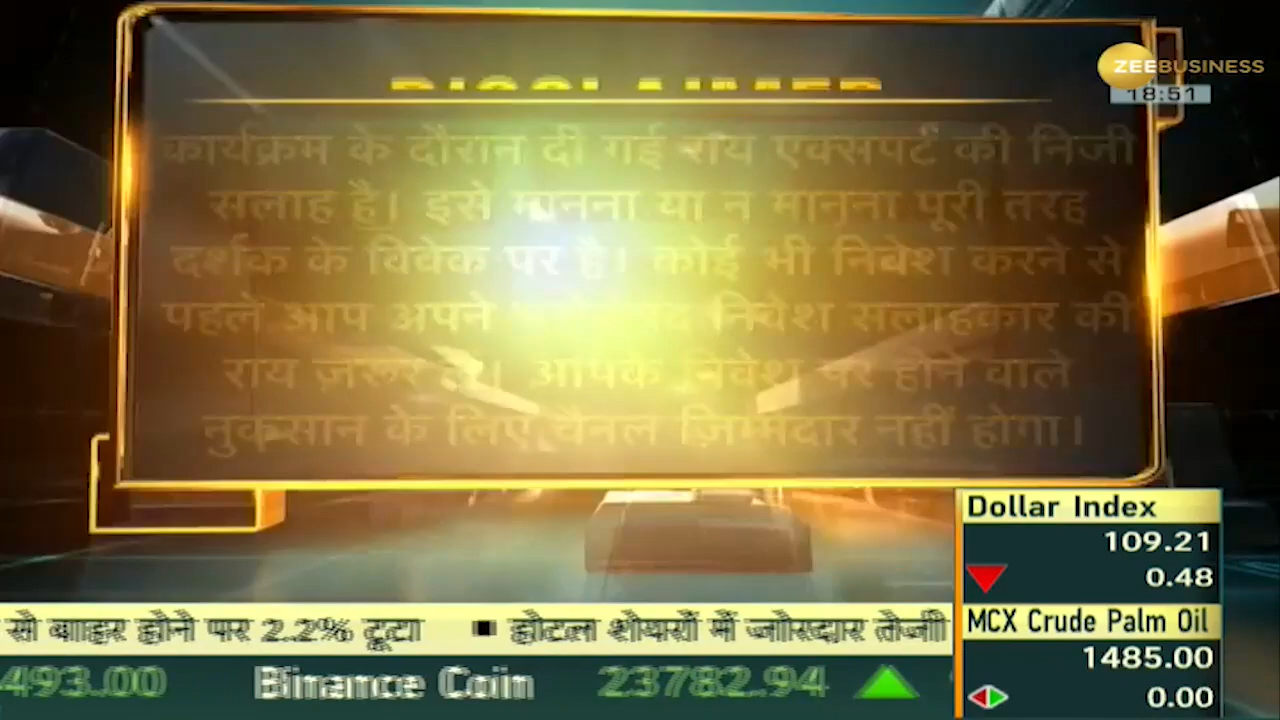 ZEEBUSINESS
18:51
DISCLAIMER
कार्यक्रम के दौरान दी गई राय एक्सपर्ट की निजी
सलाह है। इसे मानना या न मानना पूरी तरह
दर्शक के विवेक पर है। कोई भी निवेश करने से
पहले आप अपने निवेश सलाहकार की
राय ज़रूर लें। आपके निवेश पर होने वाले
नुकसान के लिए चैनल ज़िम्मेदार नहीं होगा।
Dollar Index
109.21
0.48
MCX Crude Palm Oil
1485.00
0.00
से बाहर होने पर 2.2% टूटा ▪ होटल शेयरों में जोरदार तेजी
493.00 Binance Coin 23782.94